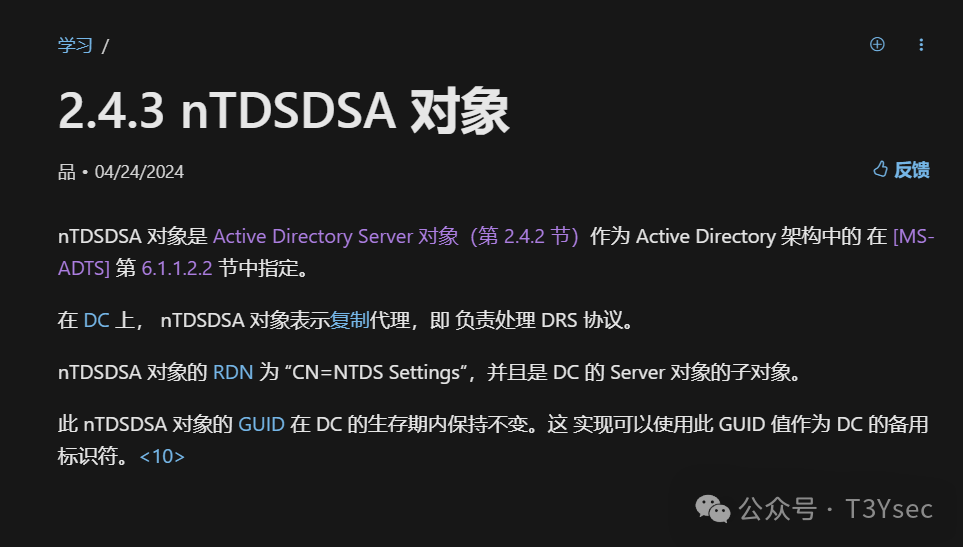 学习 /
2.4.3 nTDSDSA 对象
品 • 04/24/2024
反馈
nTDSDSA 对象是 Active Directory Server 对象（第 2.4.2 节）作为 Active Directory 架构中的 在 [MS-
ADTS] 第 6.1.1.2.2 节中指定。
在 DC 上， nTDSDSA 对象表示复制代理，即 负责处理 DRS 协议。
nTDSDSA 对象的 RDN 为 “CN=NTDS Settings”，并且是 DC 的 Server 对象的子对象。
此 nTDSDSA 对象的 GUID 在 DC 的生存期内保持不变。这 实现可以使用此 GUID 值作为 DC 的备用
标识符。<10>
公众号 · T3Ysec